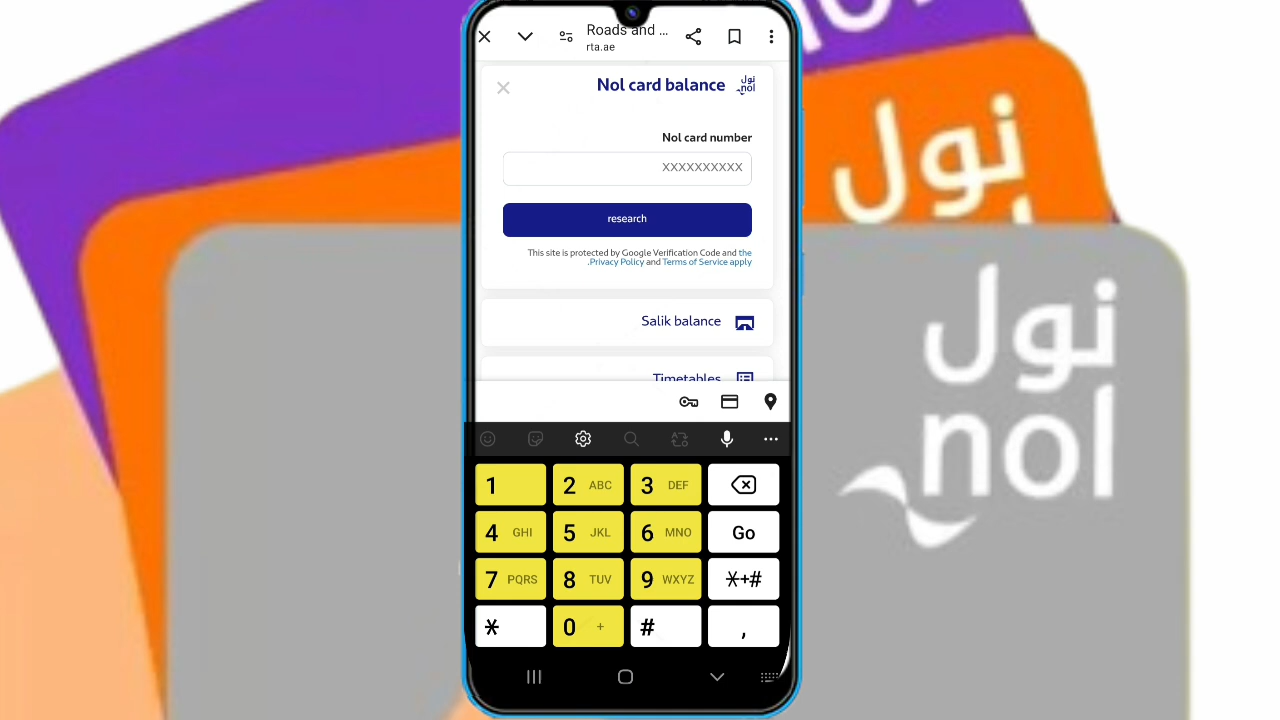 Roads and ...
rta.ae
Nol card balance
نول
nol
Nol card number
XXXXXXXXXX
research
This site is protected by Google Verification Code and the
.Privacy Policy and Terms of Service apply
Salik balance
Timetables
1
2 ABC
3 DEF
4 GHI
5 JKL
6 MNO
Go
7 PQRS
8 TUV
9 WXYZ
*+#
*
0 +
#
,
نول
نول
nol